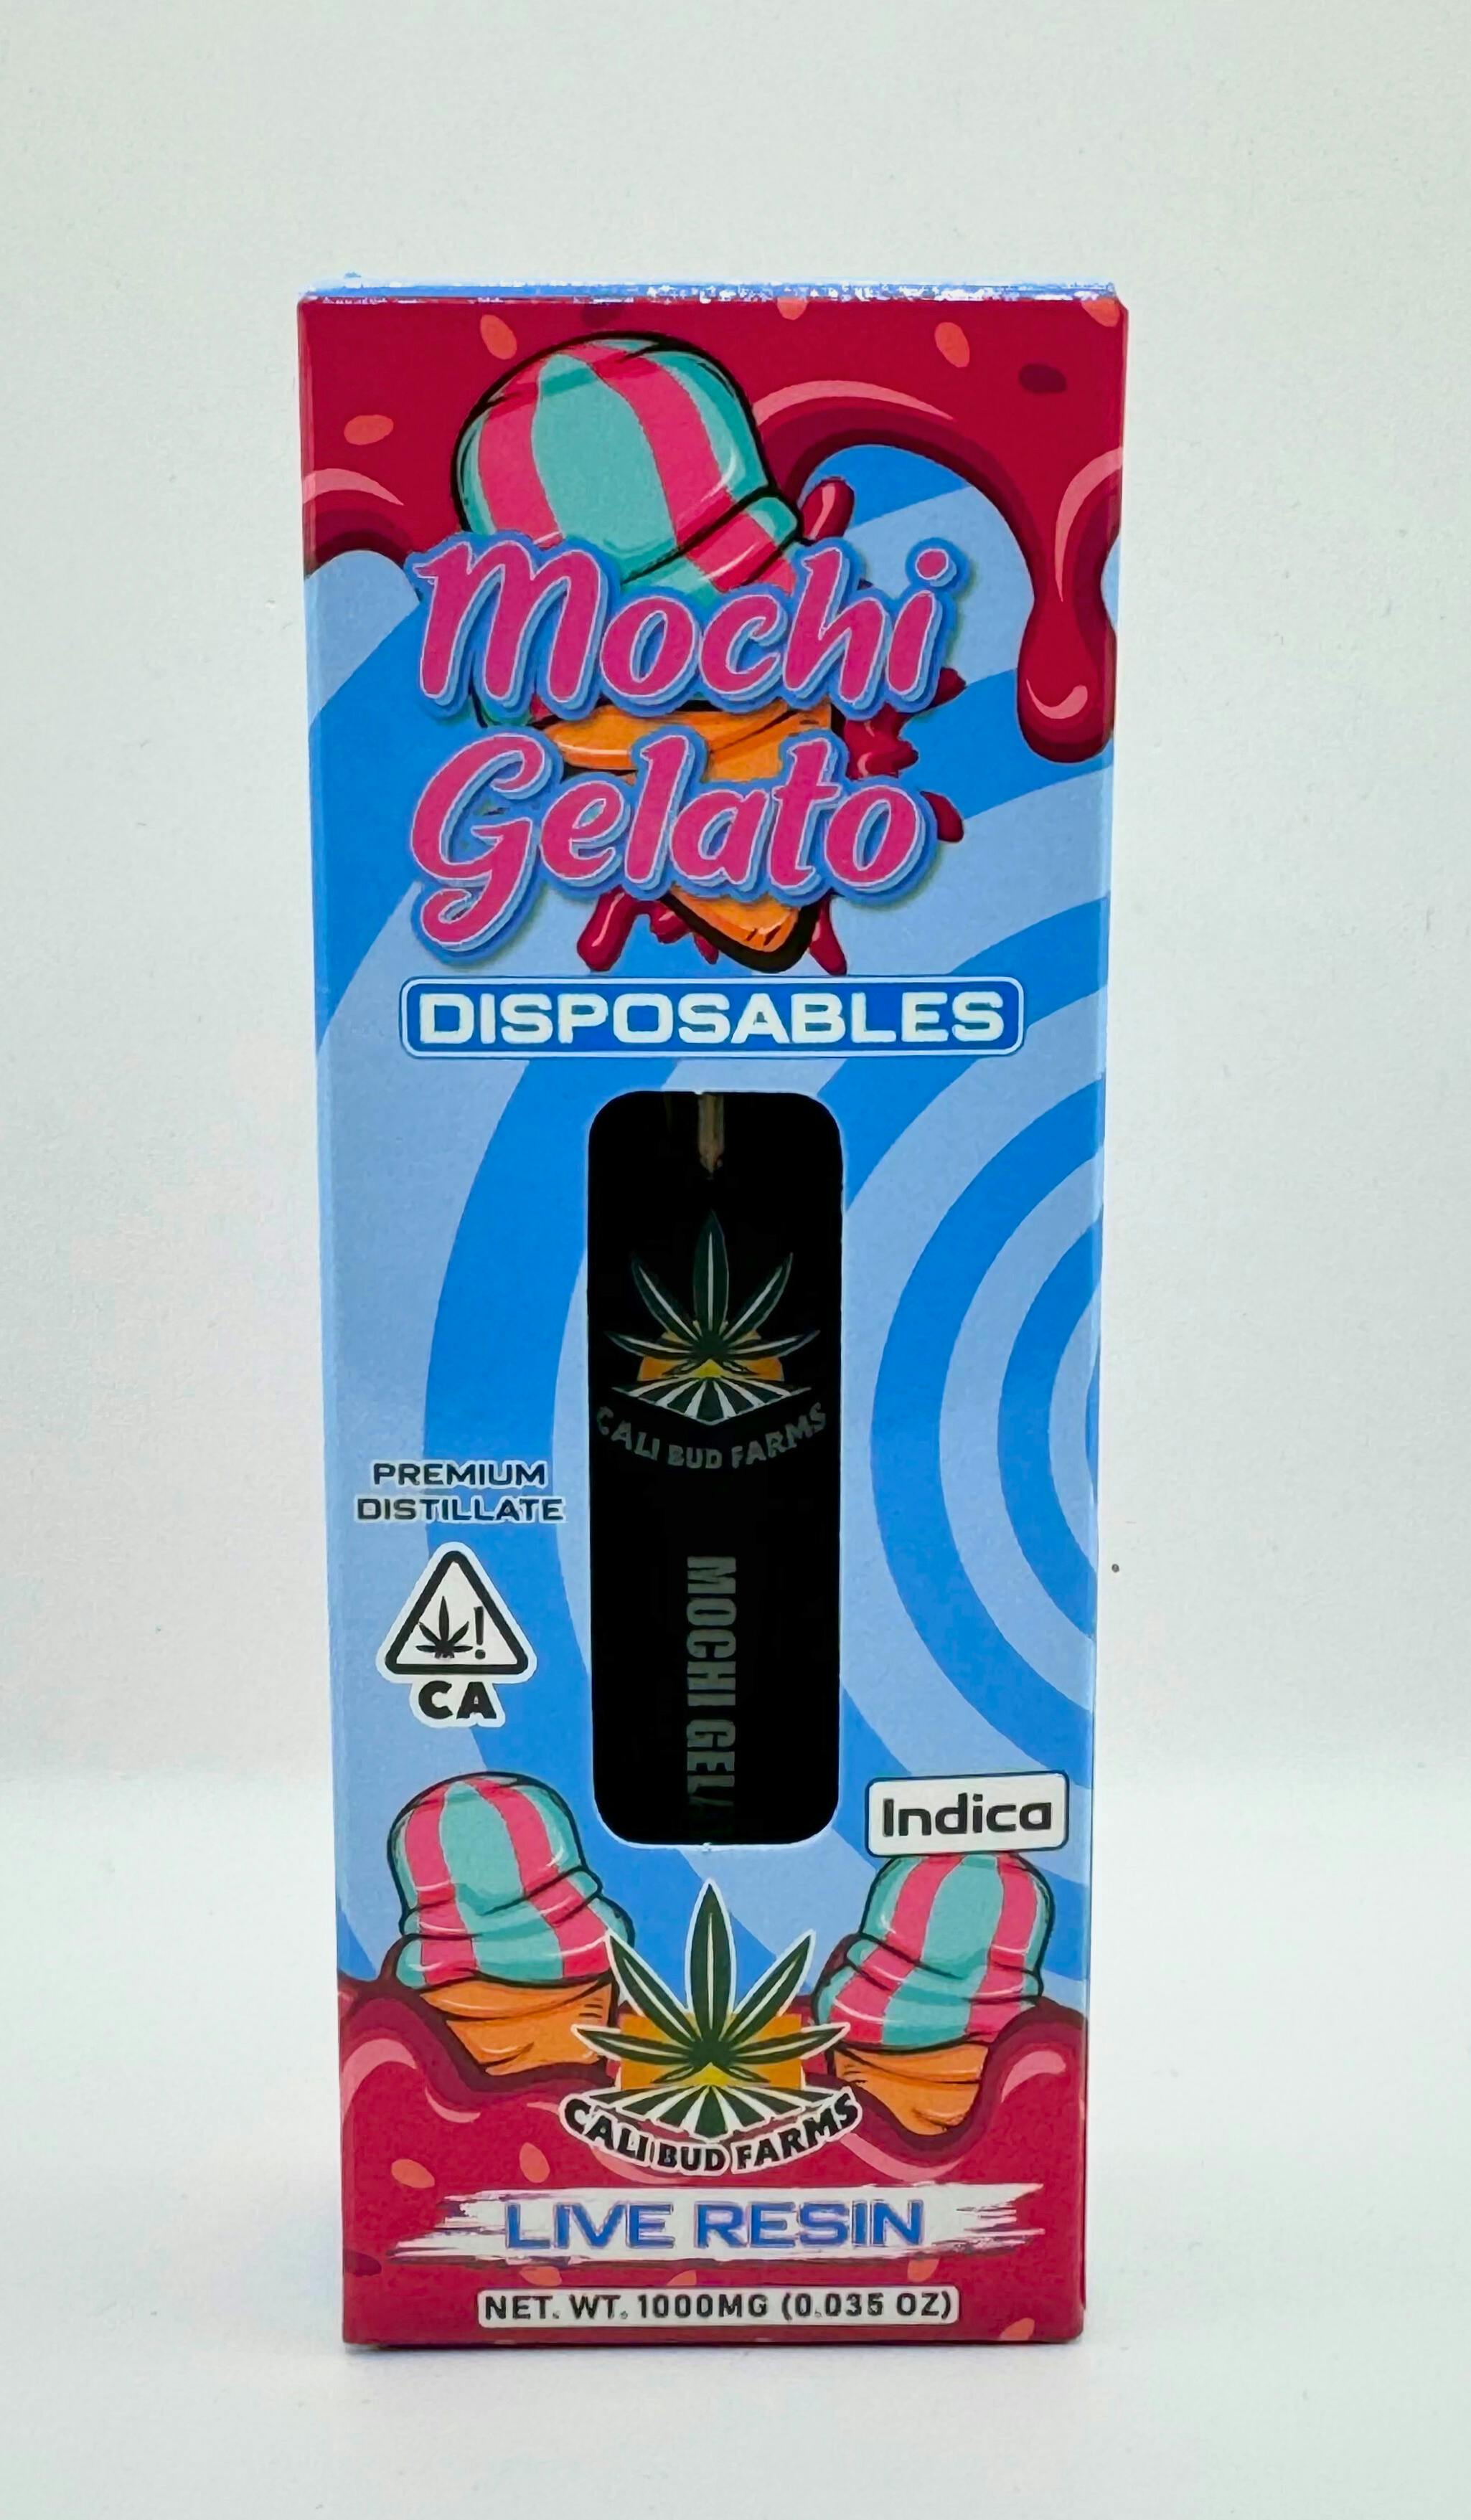 Mochi
Gelato
DISPOSABLES
CALI BUD FARMS
MOCHI GELA
PREMIUM
DISTILLATE
!
CA
Indica
CALI BUD FARMS
LIVE RESIN
NET. WT. 1000MG (0.035 OZ)